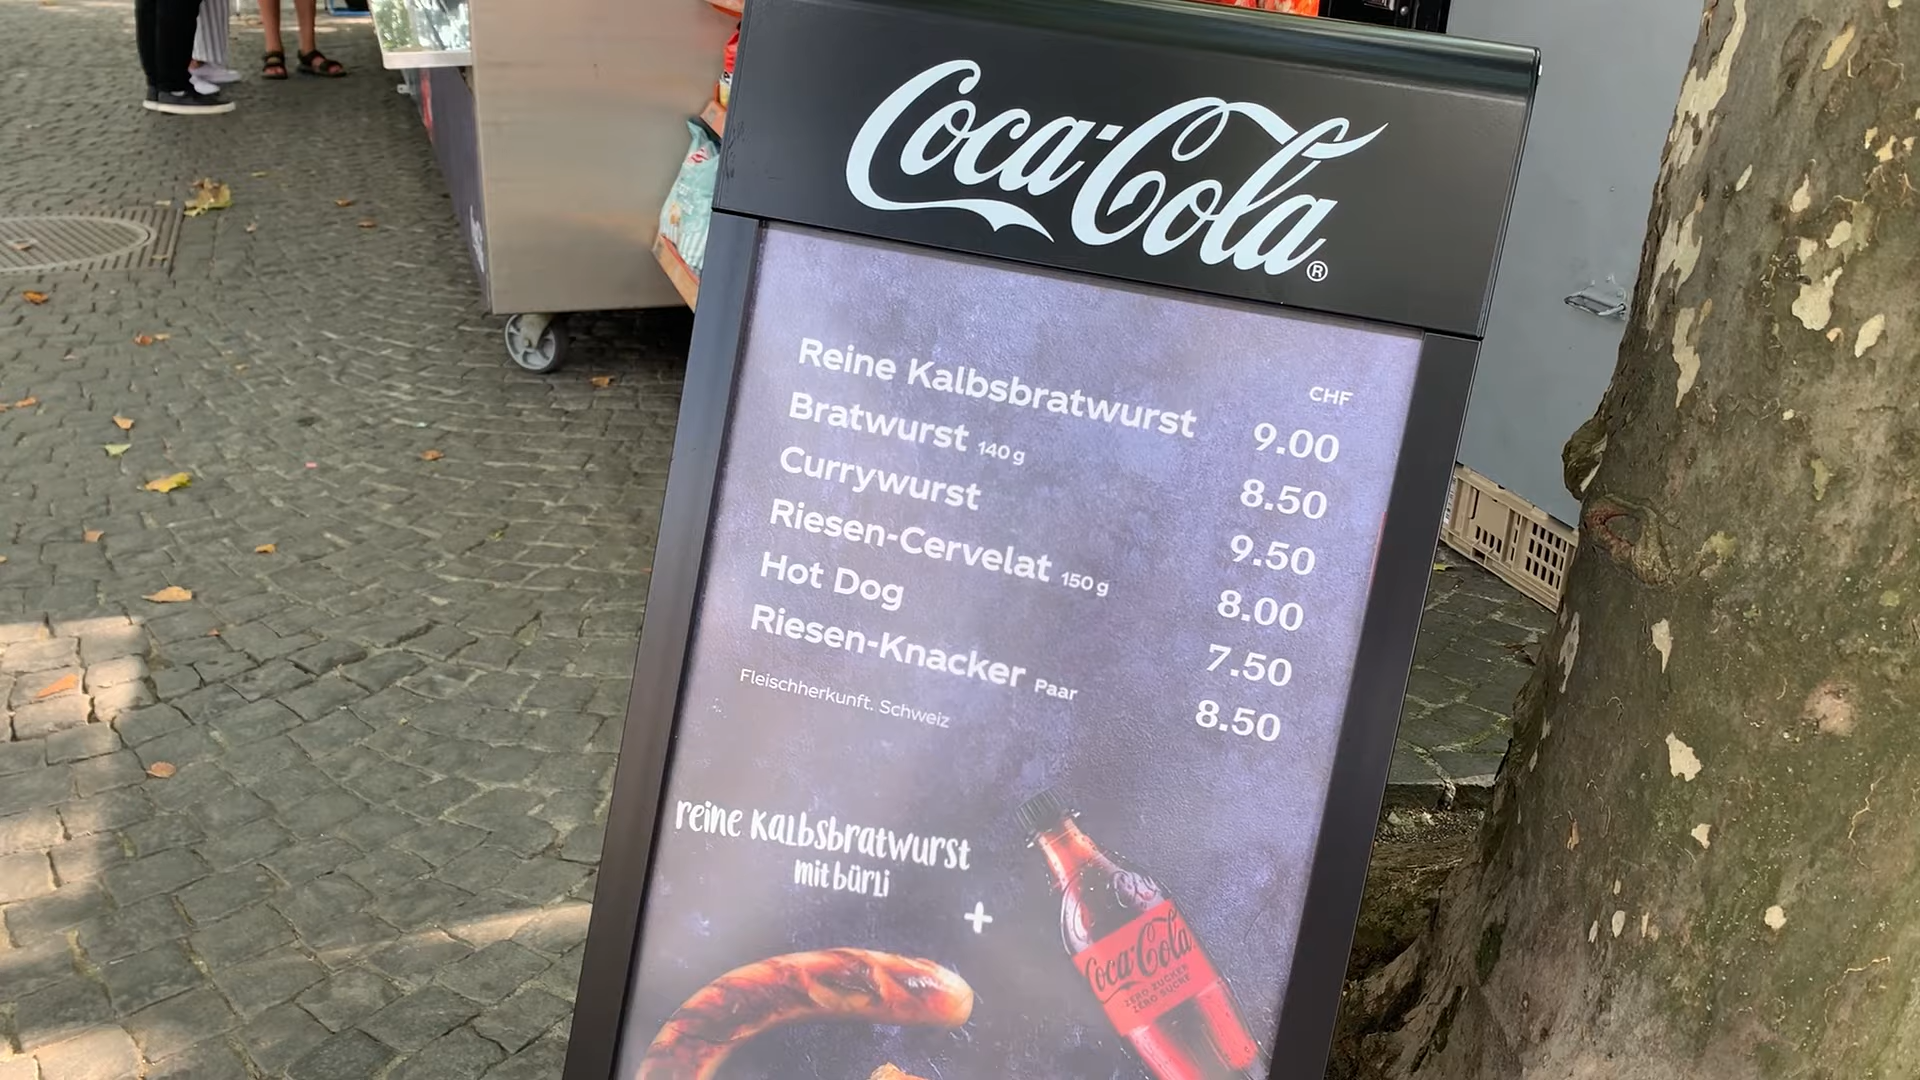 Coca-Cola®
CHF
Reine Kalbsbratwurst 9.00
Bratwurst 140 g 8.50
Currywurst 9.50
Riesen-Cervelat 150 g 8.00
Hot Dog 7.50
Riesen-Knacker Paar 8.50
Fleischherkunft. Schweiz
reine Kalbsbratwurst
mit bürli
+
Coca-Cola
ZERO ZUCKER
ZÉRO SUCRE